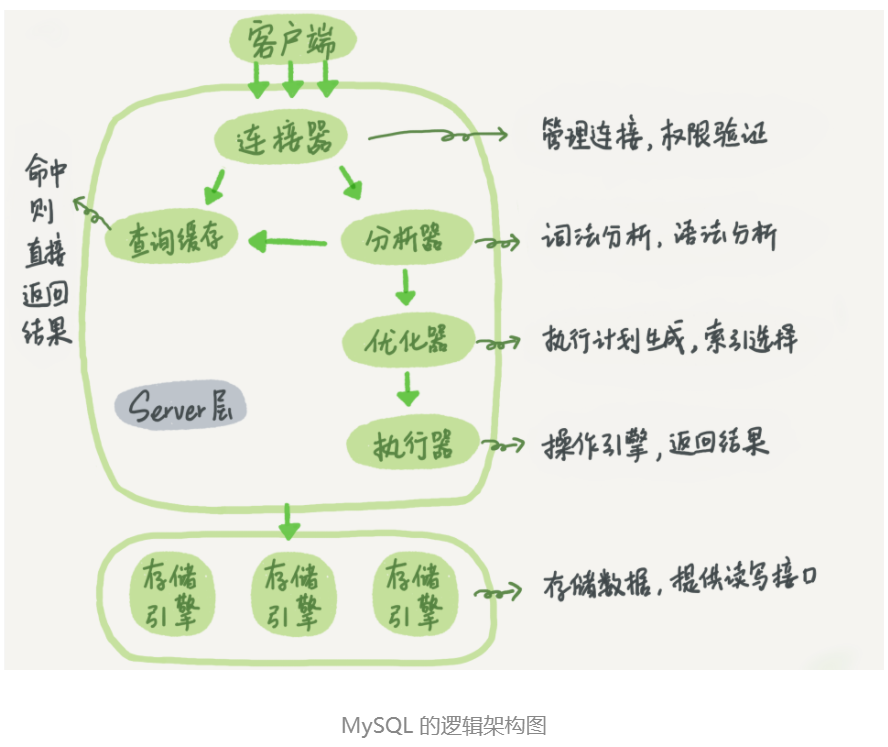 客户端
连接器
管理连接，权限验证
命中
则
直接
返回
结果
查询缓存
分析器
词法分析，语法分析
优化器
执行计划生成，索引选择
Server层
执行器
操作引擎，返回结果
存储
引擎
存储
引擎
存储
引擎
存储数据，提供读写接口
MySQL 的逻辑架构图